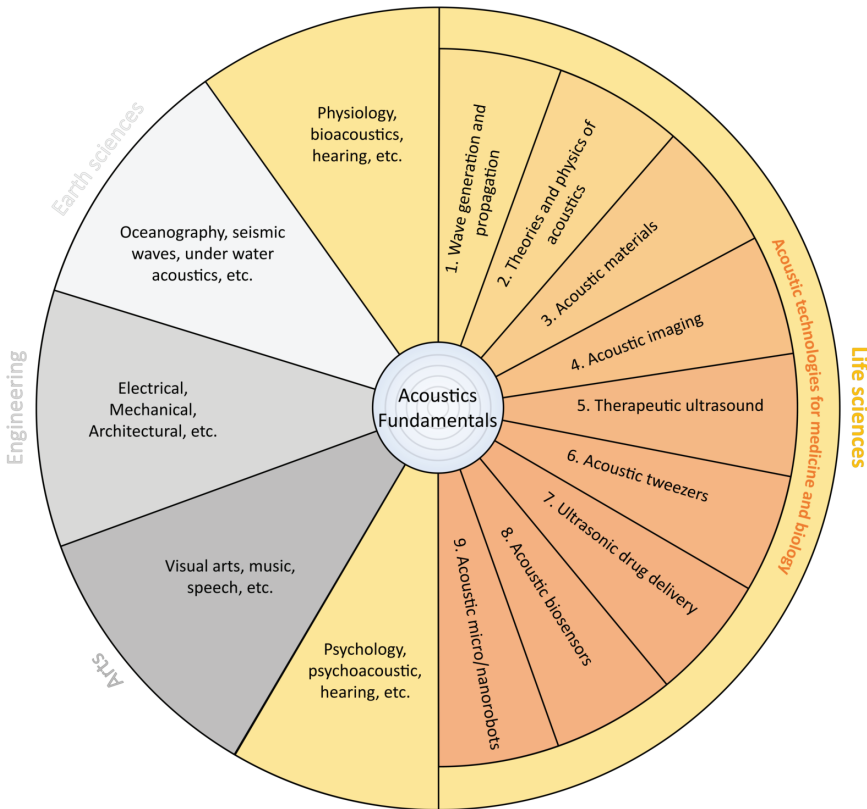 Earth sciences
Engineering
Arts
Life sciences
Acoustic technologies for medicine and biology
Physiology,
bioacoustics,
hearing, etc.
Oceanography, seismic
waves, under water
acoustics, etc.
Electrical,
Mechanical,
Architectural, etc.
Visual arts, music,
speech, etc.
Psychology,
psychoacoustic,
hearing, etc.
Acoustics
Fundamentals
1. Wave generation and
propagation
2. Theories and physics of
acoustics
3. Acoustic materials
4. Acoustic imaging
5. Therapeutic ultrasound
6. Acoustic tweezers
7. Ultrasonic drug delivery
8. Acoustic biosensors
9. Acoustic micro/nanorobots